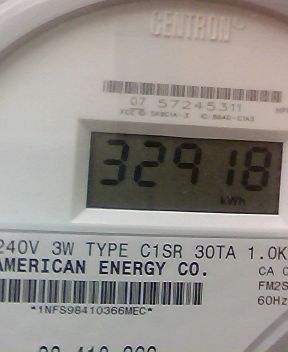 CENTRON®
07 57245311
32918
kWh
240V 3W TYPE C1SR 30TA 1.0K
AMERICAN ENERGY CO.
CA
FM2S
60Hz
*1NFS98410366MEC*